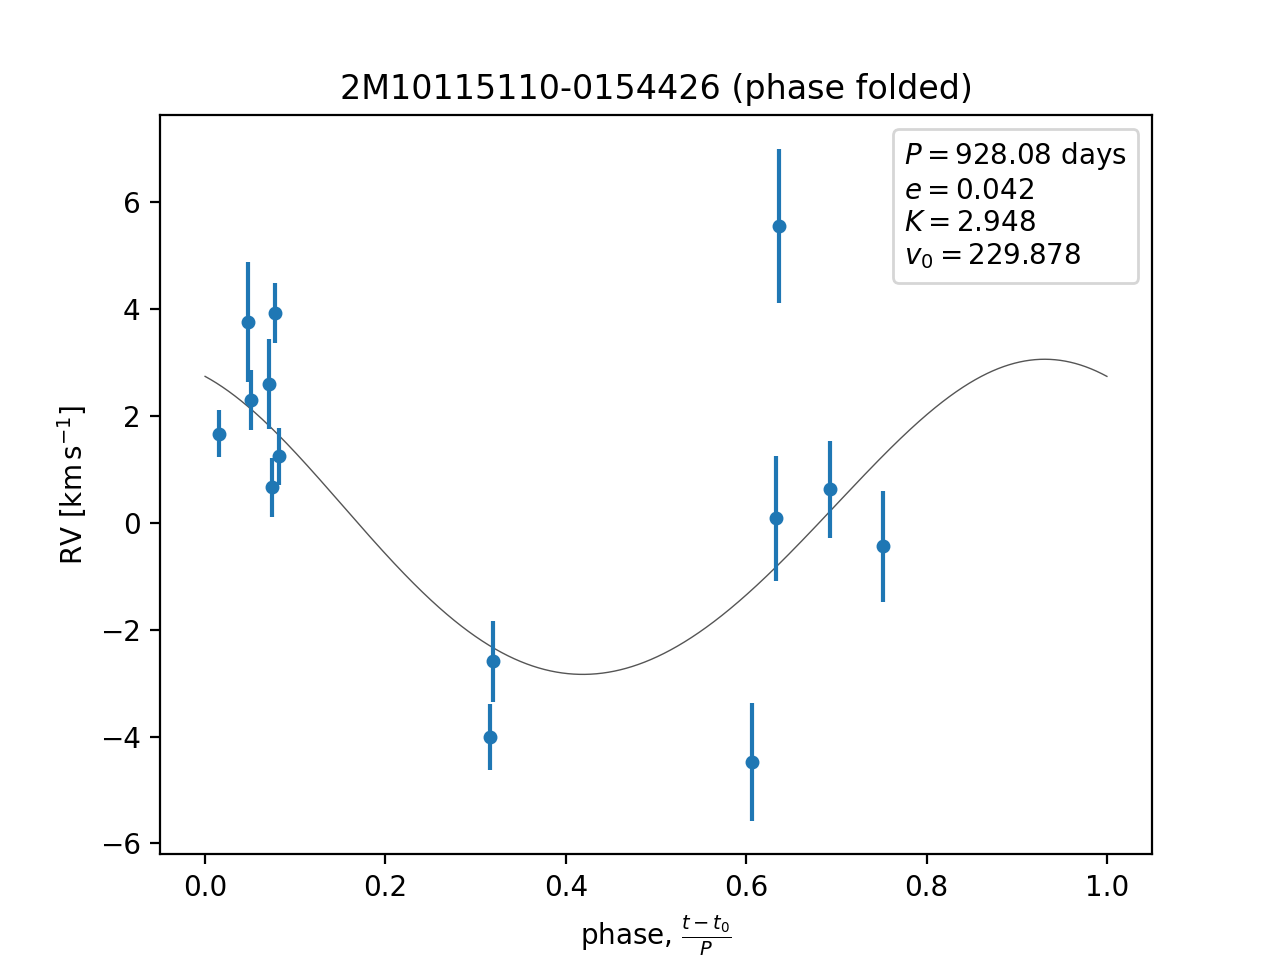 2M10115110-0154426 (phase folded)
P = 928.08 days
e = 0.042
K = 2.948
v₀ = 229.878
6
4
2
0
−2
−4
−6
RV [km s⁻¹]
0.0 0.2 0.4 0.6 0.8 1.0
phase, (t − t₀)/P